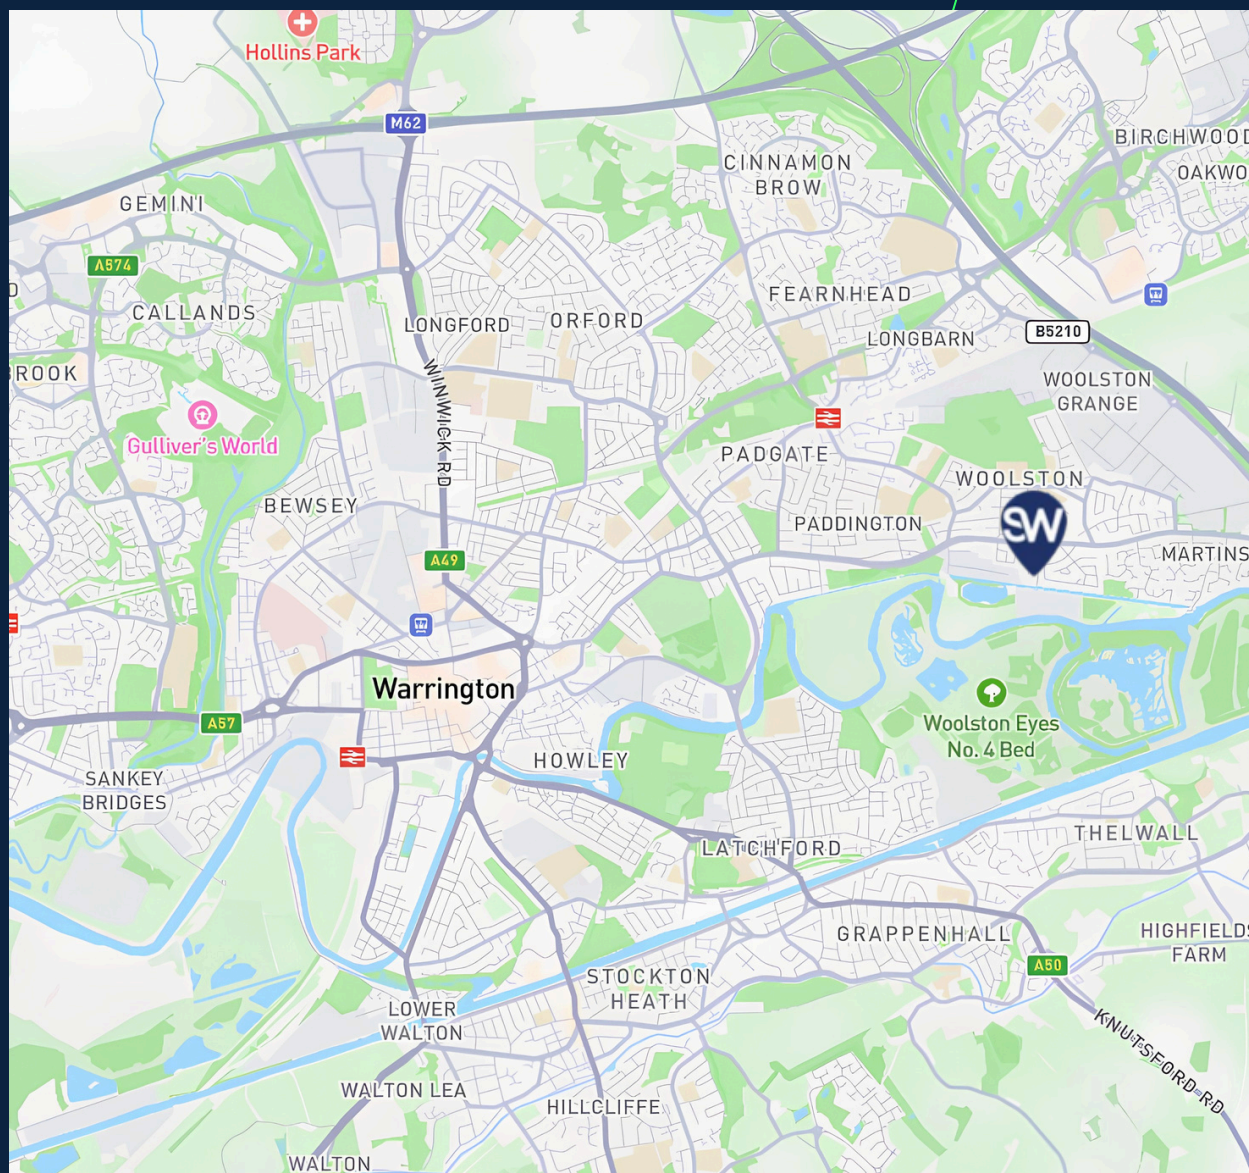 Hollins Park
M62
BIRCHWOOD
CINNAMON
BROW
OAKWO
GEMINI
A574
O
CALLANDS
FEARNHEAD
LONGFORD
ORFORD
B5210
LONGBARN
ROOK
WINWICK RD
WOOLSTON
GRANGE
Gulliver's World
PADGATE
WOOLSTON
BEWSEY
PADDINGTON
SW
MARTINS
A49
Warrington
A57
Woolston Eyes
No. 4 Bed
HOWLEY
SANKEY
BRIDGES
THELWALL
LATCHFORD
GRAPPENHALL
HIGHFIELDS
FARM
A50
STOCKTON
HEATH
LOWER
WALTON
KNUTSFORD RD
WALTON LEA
HILLCLIFFE
WALTON